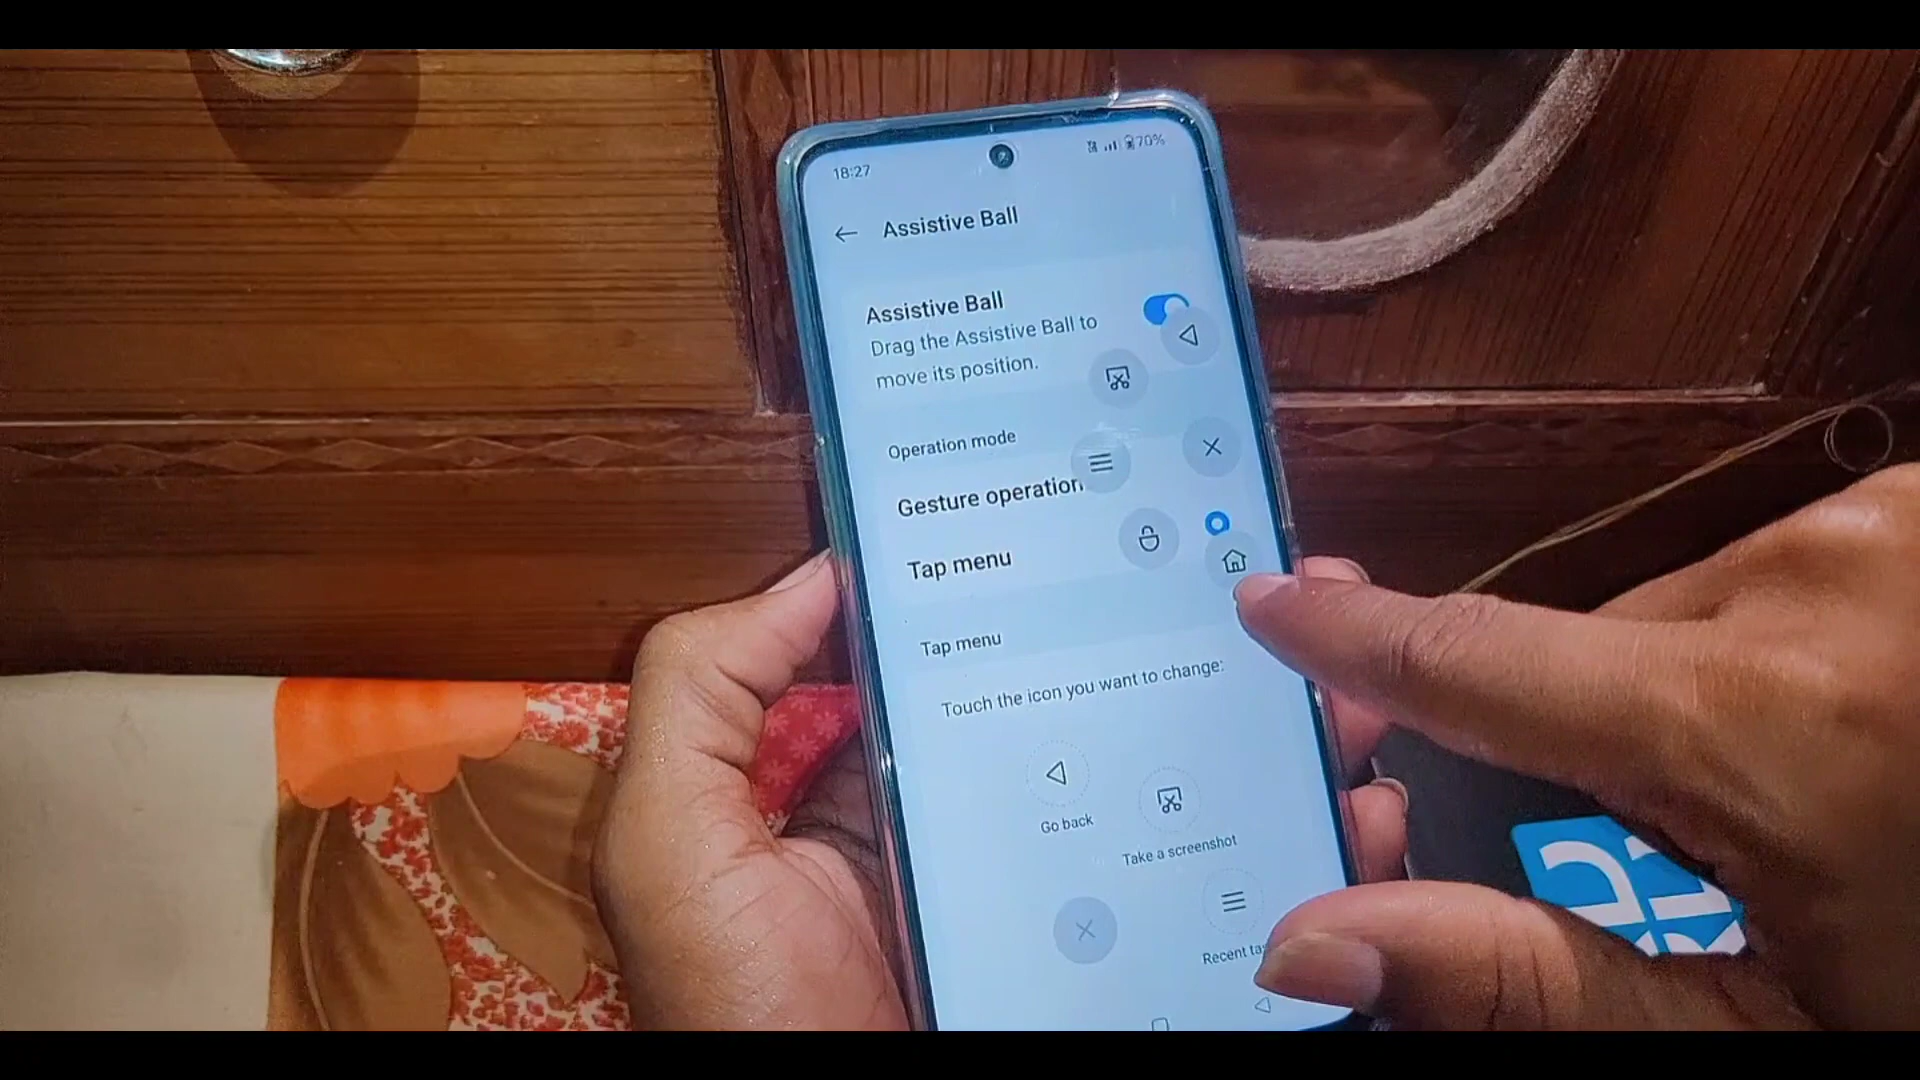 18:27
70%
Assistive Ball
Assistive Ball
Drag the Assistive Ball to
move its position.
Operation mode
Gesture operation
Tap menu
Tap menu
Touch the icon you want to change:
Go back
Take a screenshot
Recent